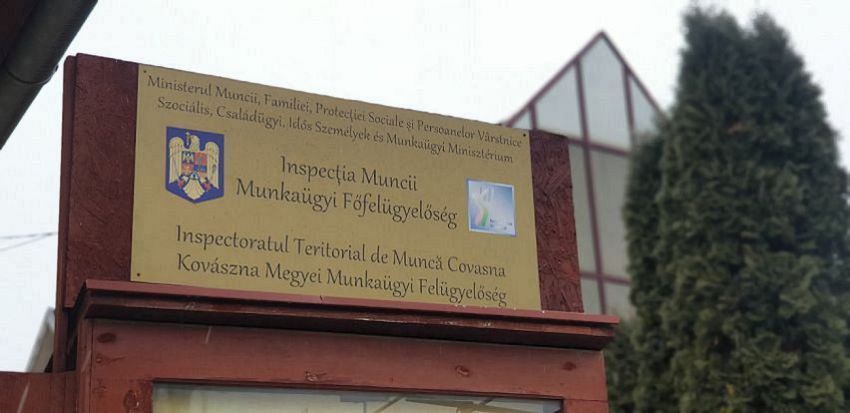 Ministerul Muncii, Familiei, Protecției Sociale și Persoanelor Vârstnice
Szociális, Családügyi, Idős Személyek és Munkaügyi Minisztérium
Inspecția Muncii
Munkaügyi Főfelügyelőség
Inspectoratul Teritorial de Muncă Covasna
Kovászna Megyei Munkaügyi Felügyelőség